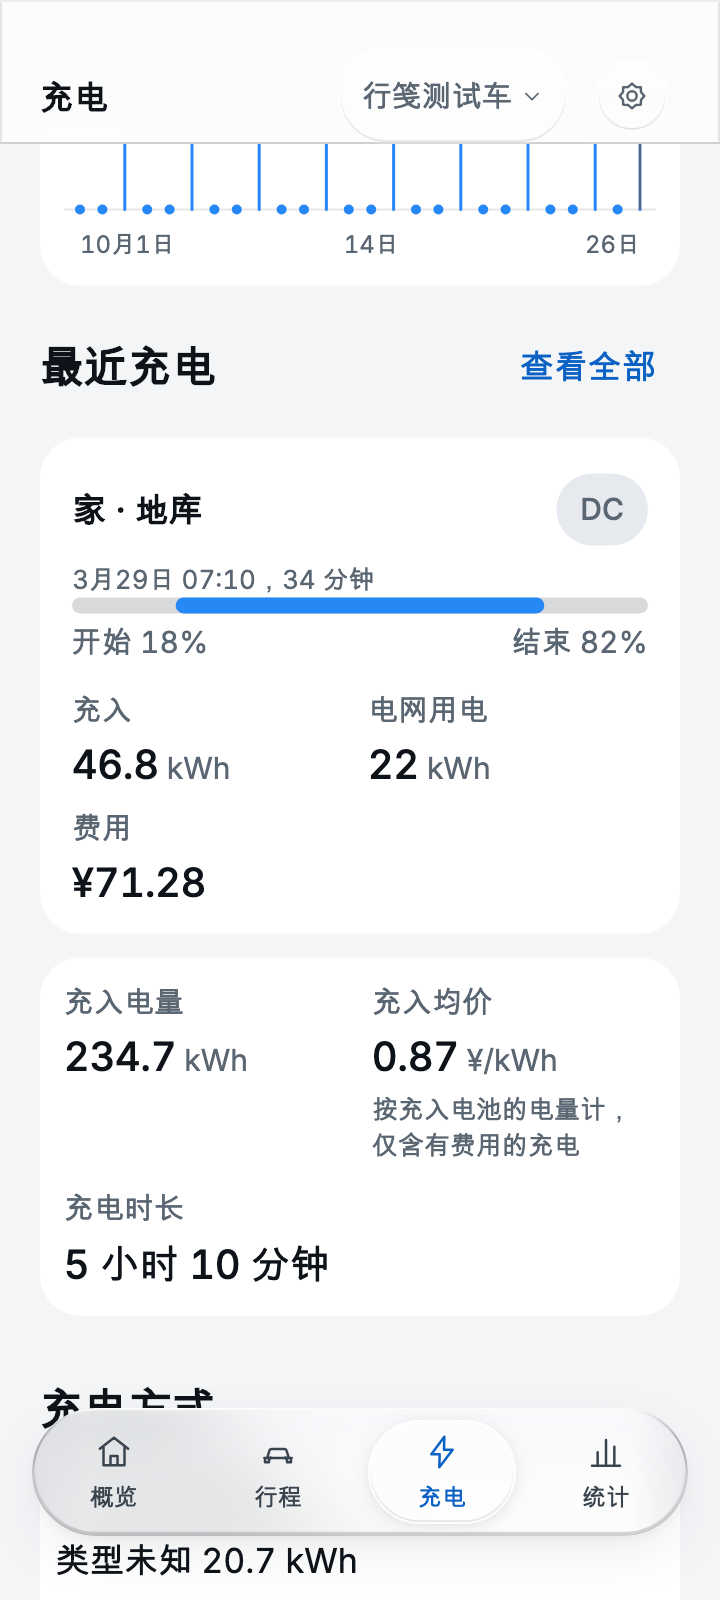 充电
行笺测试车
10月1日
14日
26日
最近充电
查看全部
家 · 地库
DC
3月29日 07:10，34 分钟
开始 18%
结束 82%
充入
电网用电
46.8 kWh
22 kWh
费用
¥71.28
充入电量
充入均价
234.7 kWh
0.87 ¥/kWh
按充入电池的电量计，
仅含有费用的充电
充电时长
5 小时 10 分钟
充电方式
概览
行程
充电
统计
类型未知 20.7 kWh